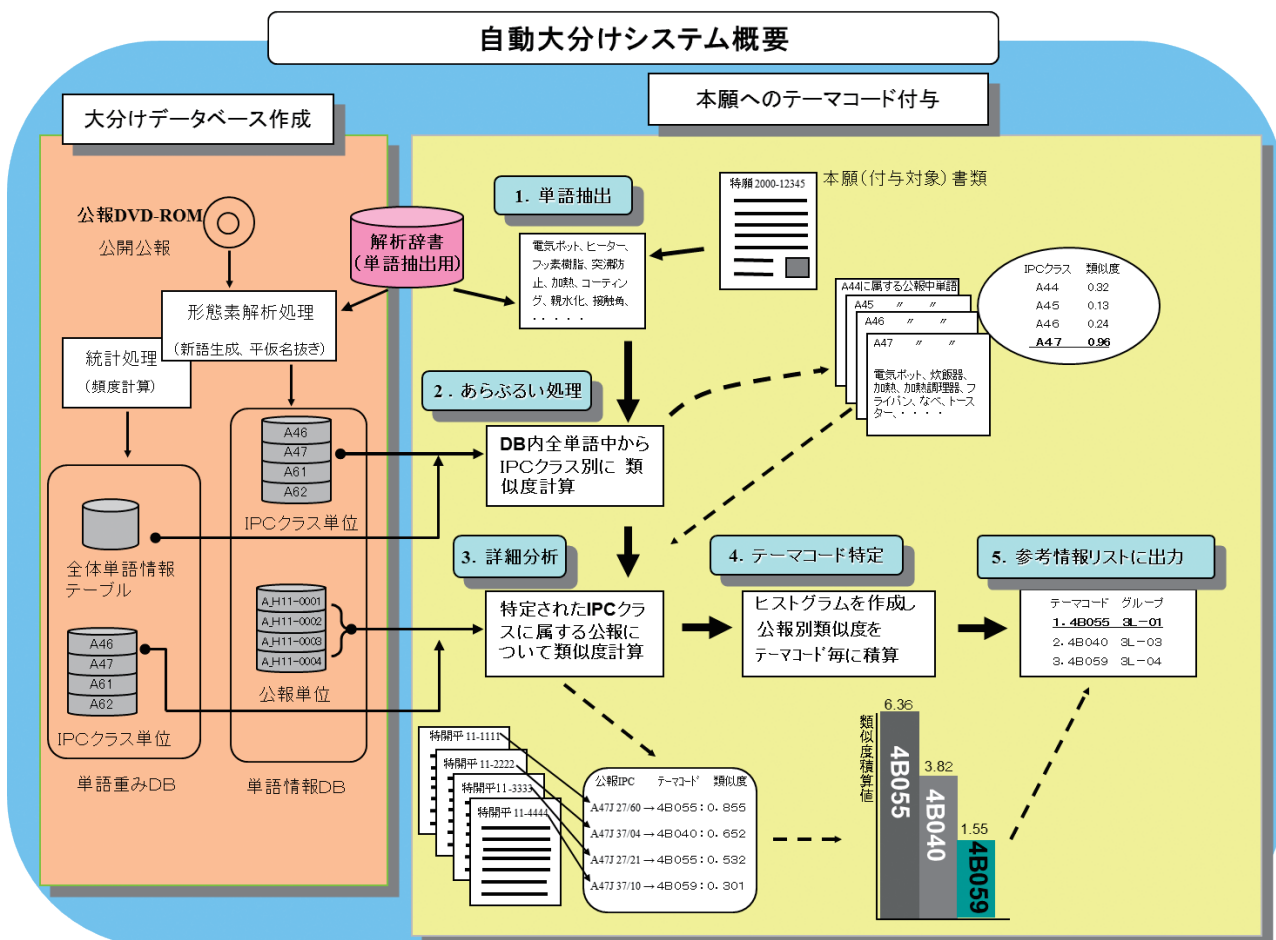 自動大分けシステム概要
大分けデータベース作成
公報DVD-ROM
公開公報
解析辞書
（単語抽出用）
形態素解析処理
（新語生成、平仮名抜き）
統計処理
（頻度計算）
A46
A47
A61
A62
IPCクラス単位
全体単語情報
テーブル
A46
A47
A61
A62
IPCクラス単位
単語重みDB
A_H11-0001
A_H11-0002
A_H11-0003
A_H11-0004
公報単位
単語情報DB
本願へのテーマコード付与
1. 単語抽出
電気ポット、ヒーター、
フッ素樹脂、突沸防
止、加熱、コーティン
グ、親水化、接触角、
・・・・・
特願2000-12345
本願（付与対象）書類
2. あらぶるい処理
DB内全単語中から
IPCクラス別に 類
似度計算
A44に属する公報中単語
A45 〃 〃
A46 〃 〃
A47 〃 〃
電気ポット、炊飯器、
加熱、加熱調理器、フ
ライパン、なべ、トース
ター、・・・・
IPCクラス 類似度
A44 0.32
A45 0.13
A46 0.24
A47 0.96
3. 詳細分析
特定されたIPCク
ラスに属する公報に
ついて類似度計算
4. テーマコード特定
ヒストグラムを作成し
公報別類似度を
テーマコード毎に積算
5. 参考情報リストに出力
テーマコード グループ
1. 4B055 3L-01
2. 4B040 3L-03
3. 4B059 3L-04
特開平11-1111
特開平11-2222
特開平11-3333
特開平11-4444
公報IPC テーマコード 類似度
A47J 27/60→4B055：0.855
A47J 37/04→4B040：0.652
A47J 27/21→4B055：0.532
A47J 37/10→4B059：0.301
類似度積算値
6.36
4B055
3.82
4B040
1.55
4B059